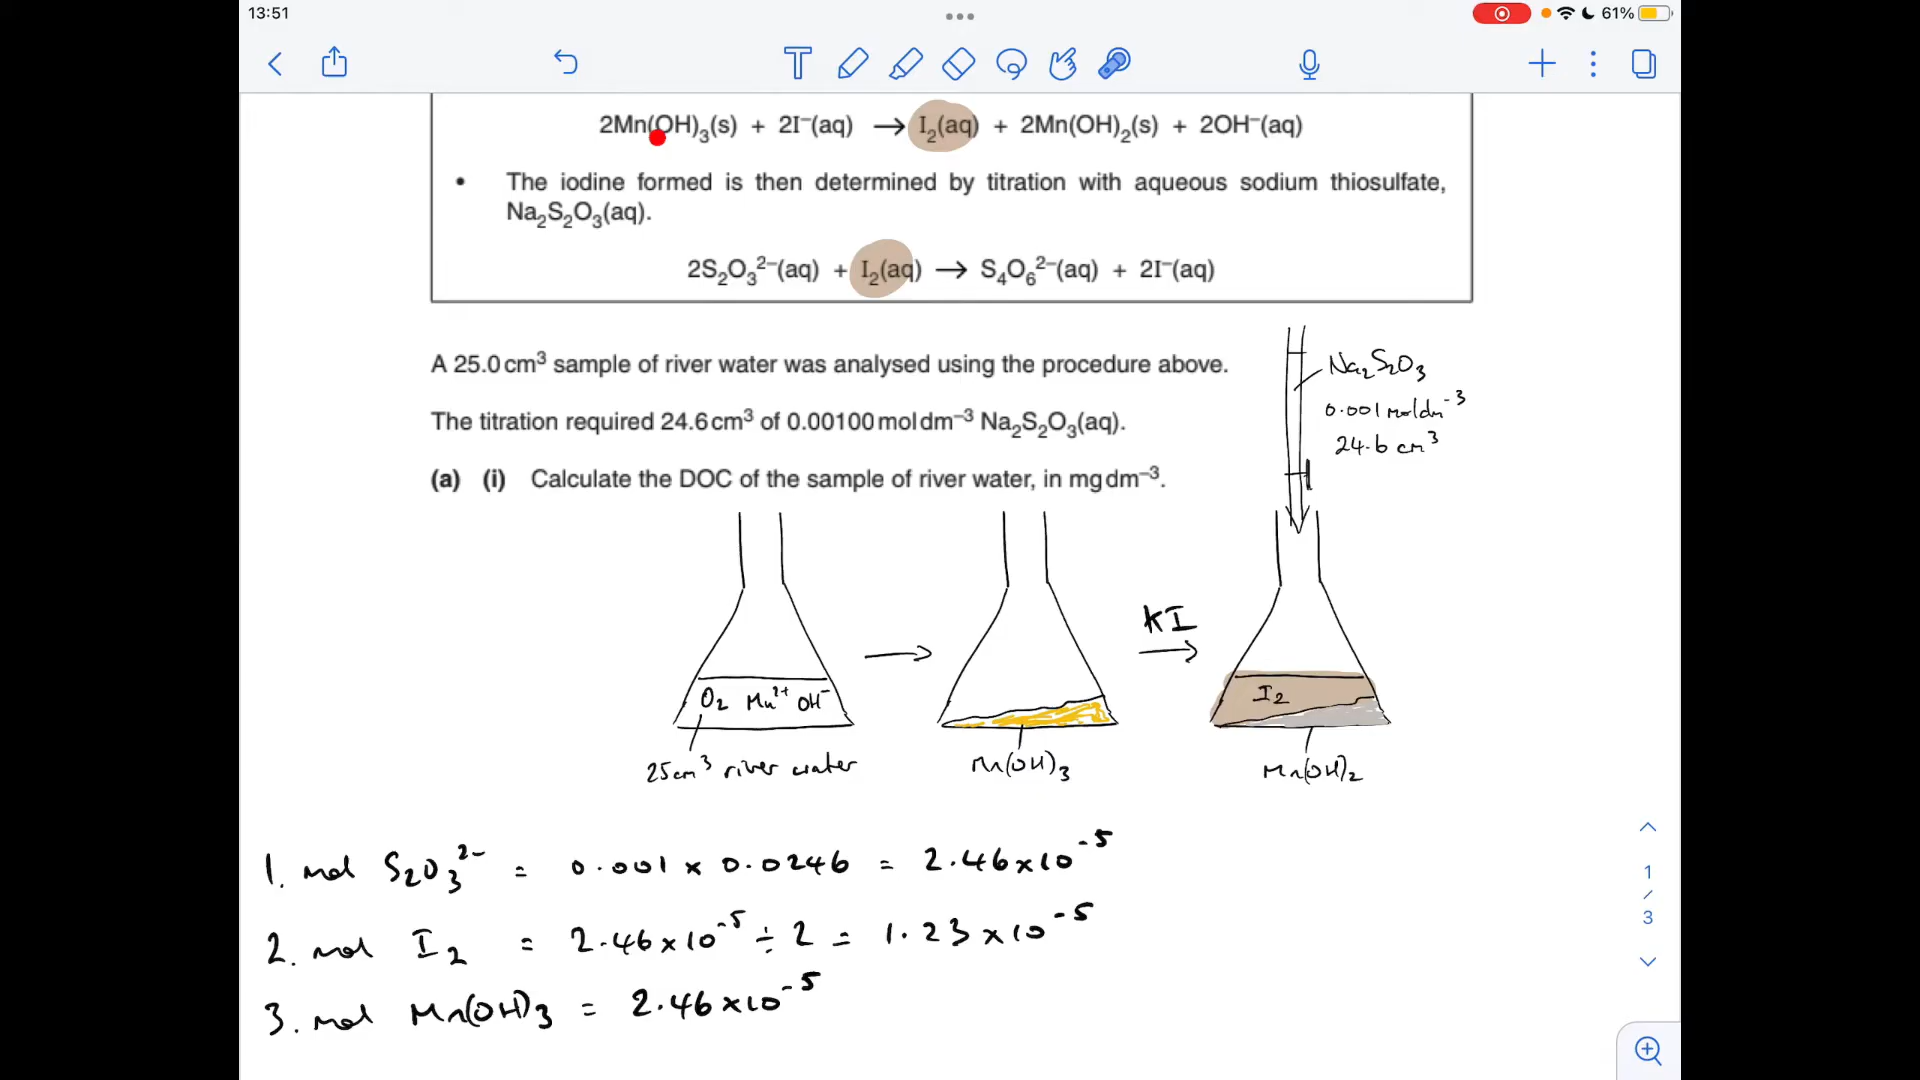 13:51
61%
2Mn(OH)₃(s) + 2I⁻(aq) → I₂(aq) + 2Mn(OH)₂(s) + 2OH⁻(aq)
• The iodine formed is then determined by titration with aqueous sodium thiosulfate,
Na₂S₂O₃(aq).
2S₂O₃²⁻(aq) + I₂(aq) → S₄O₆²⁻(aq) + 2I⁻(aq)
A 25.0 cm³ sample of river water was analysed using the procedure above.
The titration required 24.6 cm³ of 0.00100 mol dm⁻³ Na₂S₂O₃(aq).
(a) (i) Calculate the DOC of the sample of river water, in mg dm⁻³.
Na₂S₂O₃
0.001 mol dm⁻³
24.6 cm³
KI
O₂ Mn²⁺ OH⁻
I₂
25cm³ river water
Mn(OH)₃
Mn(OH)₂
1. mol S₂O₃²⁻ = 0.001 × 0.0246 = 2.46×10⁻⁵
2. mol I₂ = 2.46×10⁻⁵ ÷ 2 = 1.23×10⁻⁵
3. mol Mn(OH)₃ = 2.46×10⁻⁵
1
/
3